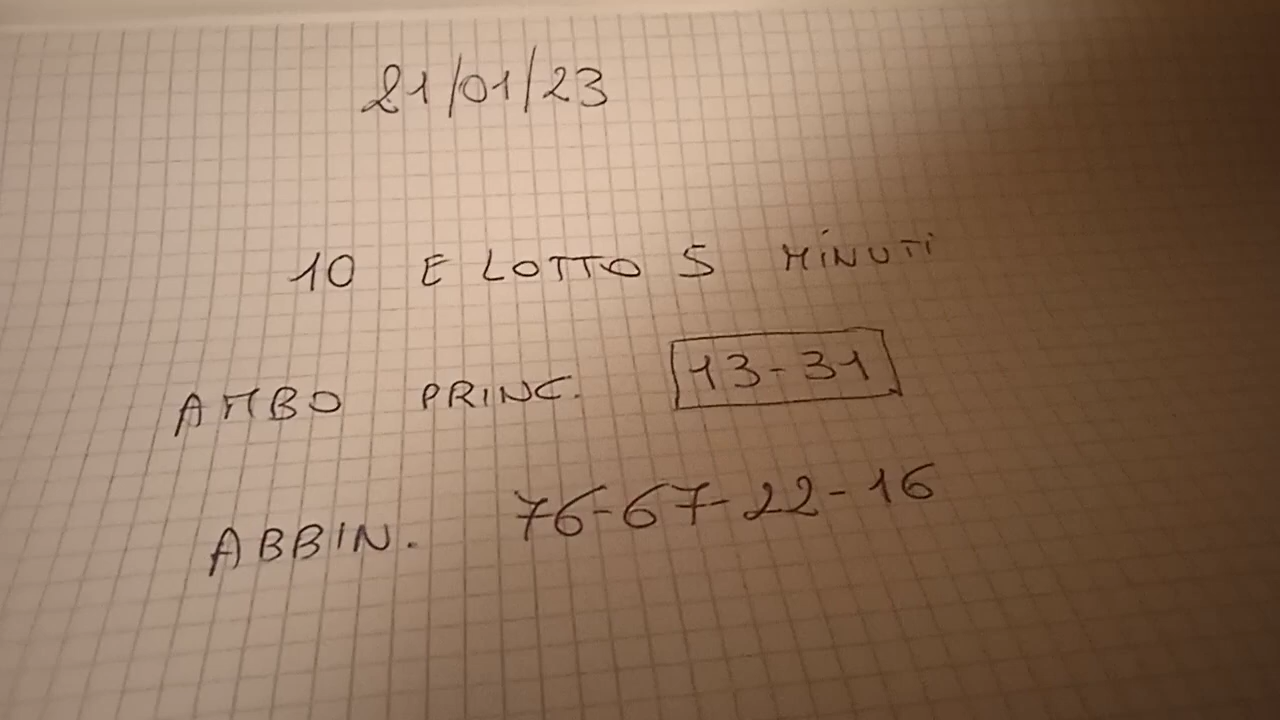 21/01/23
10 E LOTTO 5 MINUTI
AMBO PRINC. 13-31
ABBIN. 76-67-22-16